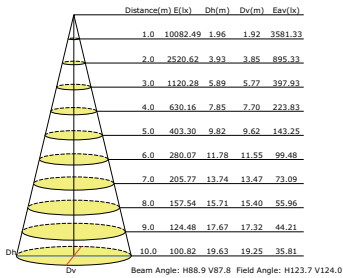 Distance(m) E(lx) Dh(m) Dv(m) Eav(lx)
1.0 10082.49 1.96 1.92 3581.33
2.0 2520.62 3.93 3.85 895.33
3.0 1120.28 5.89 5.77 397.93
4.0 630.16 7.85 7.70 223.83
5.0 403.30 9.82 9.62 143.25
6.0 280.07 11.78 11.55 99.48
7.0 205.77 13.74 13.47 73.09
8.0 157.54 15.71 15.40 55.96
9.0 124.48 17.67 17.32 44.21
Dh 10.0 100.82 19.63 19.25 35.81
Dv Beam Angle: H88.9 V87.8 Field Angle: H123.7 V124.0